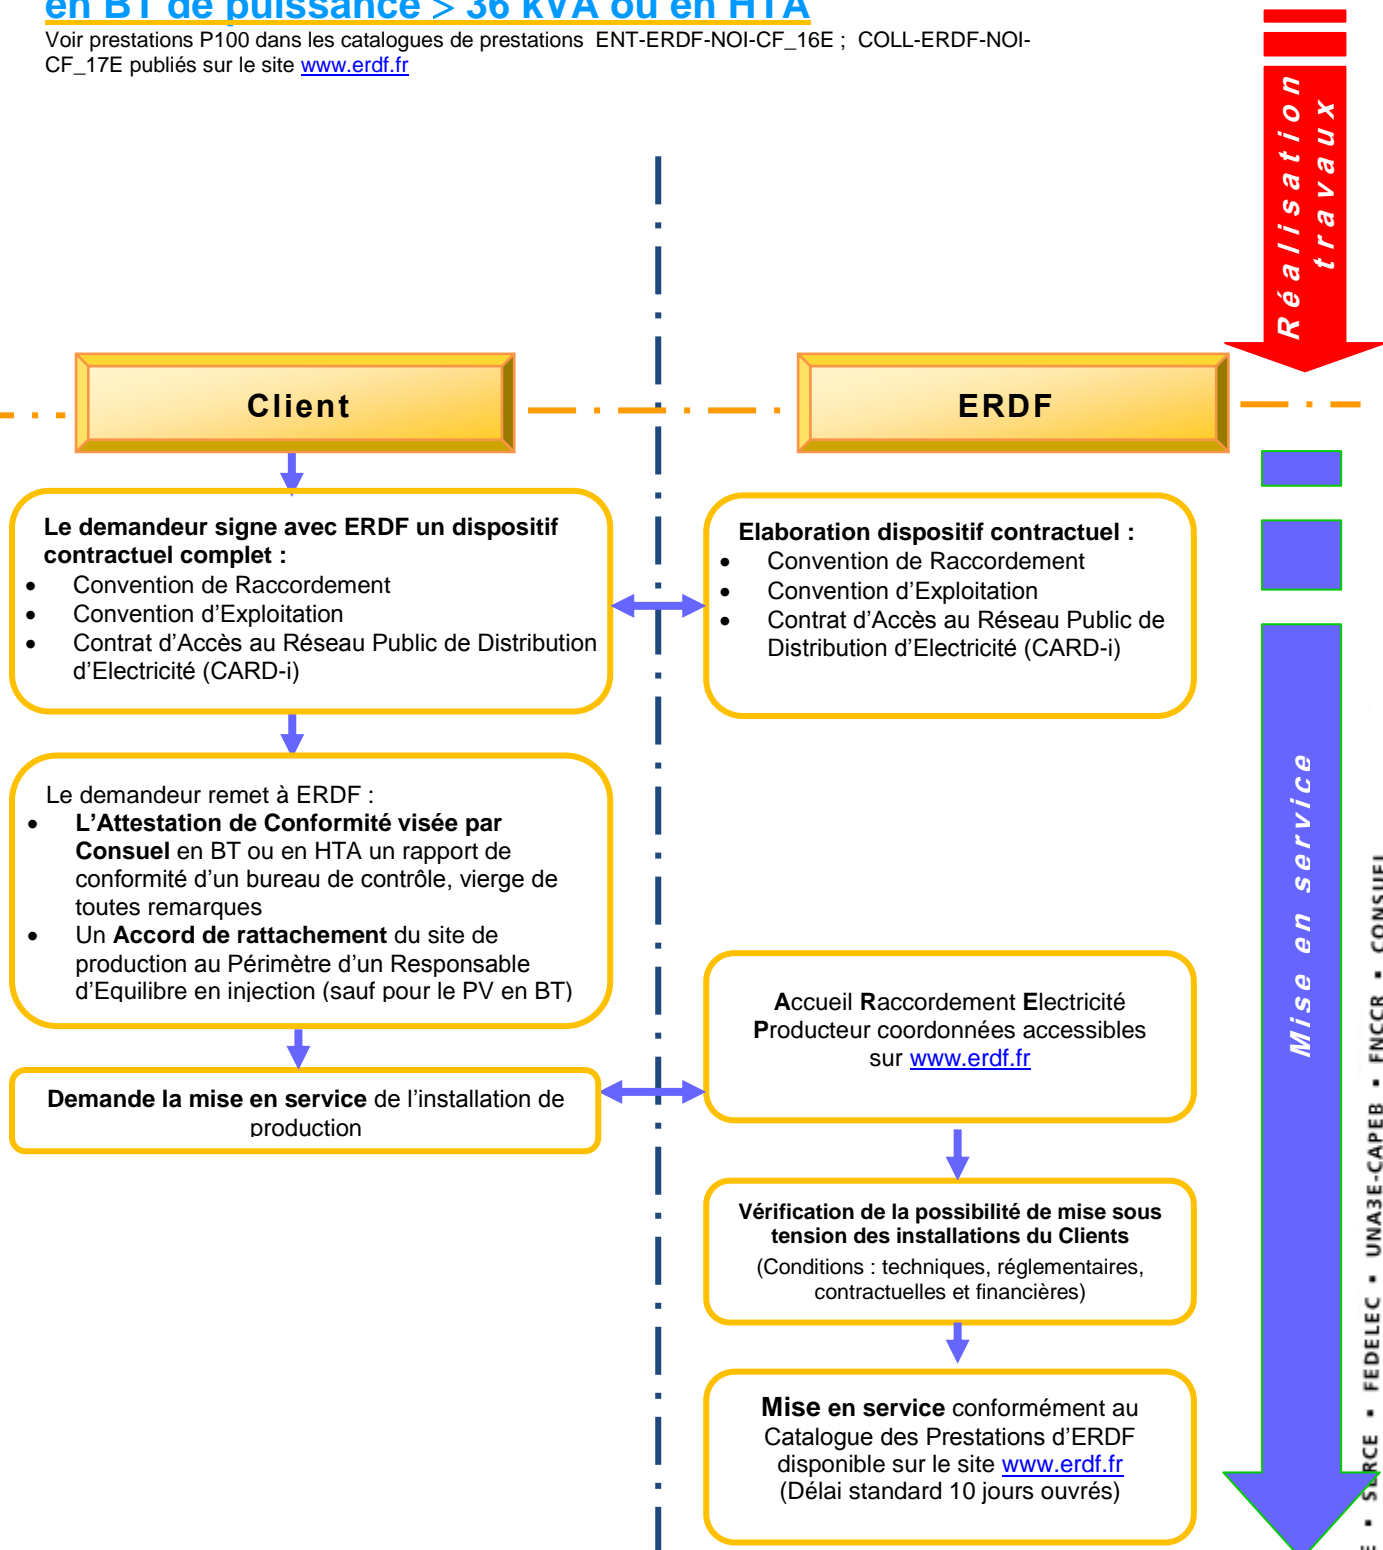 en BT de puissance > 36 kVA ou en HTA
Voir prestations P100 dans les catalogues de prestations ENT-ERDF-NOI-CF_16E ; COLL-ERDF-NOI-
CF_17E publiés sur le site www.erdf.fr
Réalisation
travaux
Client
ERDF
Le demandeur signe avec ERDF un dispositif
contractuel complet :
• Convention de Raccordement
• Convention d’Exploitation
• Contrat d’Accès au Réseau Public de Distribution
d’Electricité (CARD-i)
Elaboration dispositif contractuel :
• Convention de Raccordement
• Convention d’Exploitation
• Contrat d’Accès au Réseau Public de
Distribution d’Electricité (CARD-i)
Le demandeur remet à ERDF :
• L’Attestation de Conformité visée par
Consuel en BT ou en HTA un rapport de
conformité d’un bureau de contrôle, vierge de
toutes remarques
• Un Accord de rattachement du site de
production au Périmètre d’un Responsable
d’Equilibre en injection (sauf pour le PV en BT)
Demande la mise en service de l’installation de
production
Accueil Raccordement Electricité
Producteur coordonnées accessibles
sur www.erdf.fr
Vérification de la possibilité de mise sous
tension des installations du Clients
(Conditions : techniques, réglementaires,
contractuelles et financières)
Mise en service conformément au
Catalogue des Prestations d’ERDF
disponible sur le site www.erdf.fr
(Délai standard 10 jours ouvrés)
Mise en service
▪ SERCE ▪ FEDELEC ▪ UNA3E-CAPEB ▪ FNCCR ▪ CONSUEL